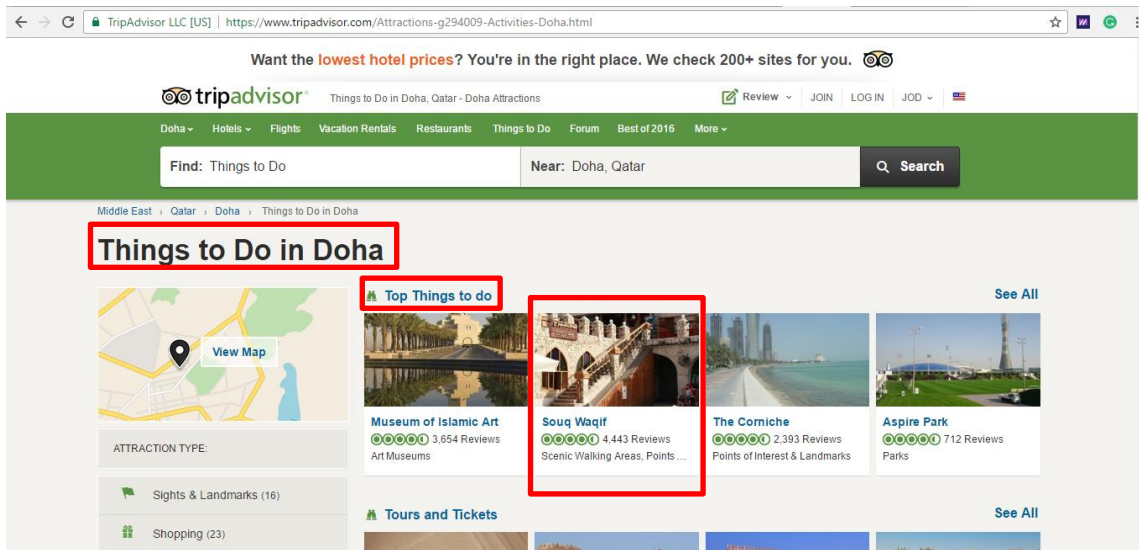 TripAdvisor LLC [US] | https://www.tripadvisor.com/Attractions-g294009-Activities-Doha.html
Want the lowest hotel prices? You're in the right place. We check 200+ sites for you.
tripadvisor Things to Do in Doha, Qatar - Doha Attractions Review JOIN LOG IN JOD
Doha Hotels Flights Vacation Rentals Restaurants Things to Do Forum Best of 2016 More
Find: Things to Do Near: Doha, Qatar Search
Middle East › Qatar › Doha › Things to Do in Doha
Things to Do in Doha
Top Things to do See All
View Map
Museum of Islamic Art Souq Waqif The Corniche Aspire Park
3,654 Reviews 4,443 Reviews 2,393 Reviews 712 Reviews
Art Museums Scenic Walking Areas, Points ... Points of Interest & Landmarks Parks
ATTRACTION TYPE:
Sights & Landmarks (16)
Tours and Tickets See All
Shopping (23)